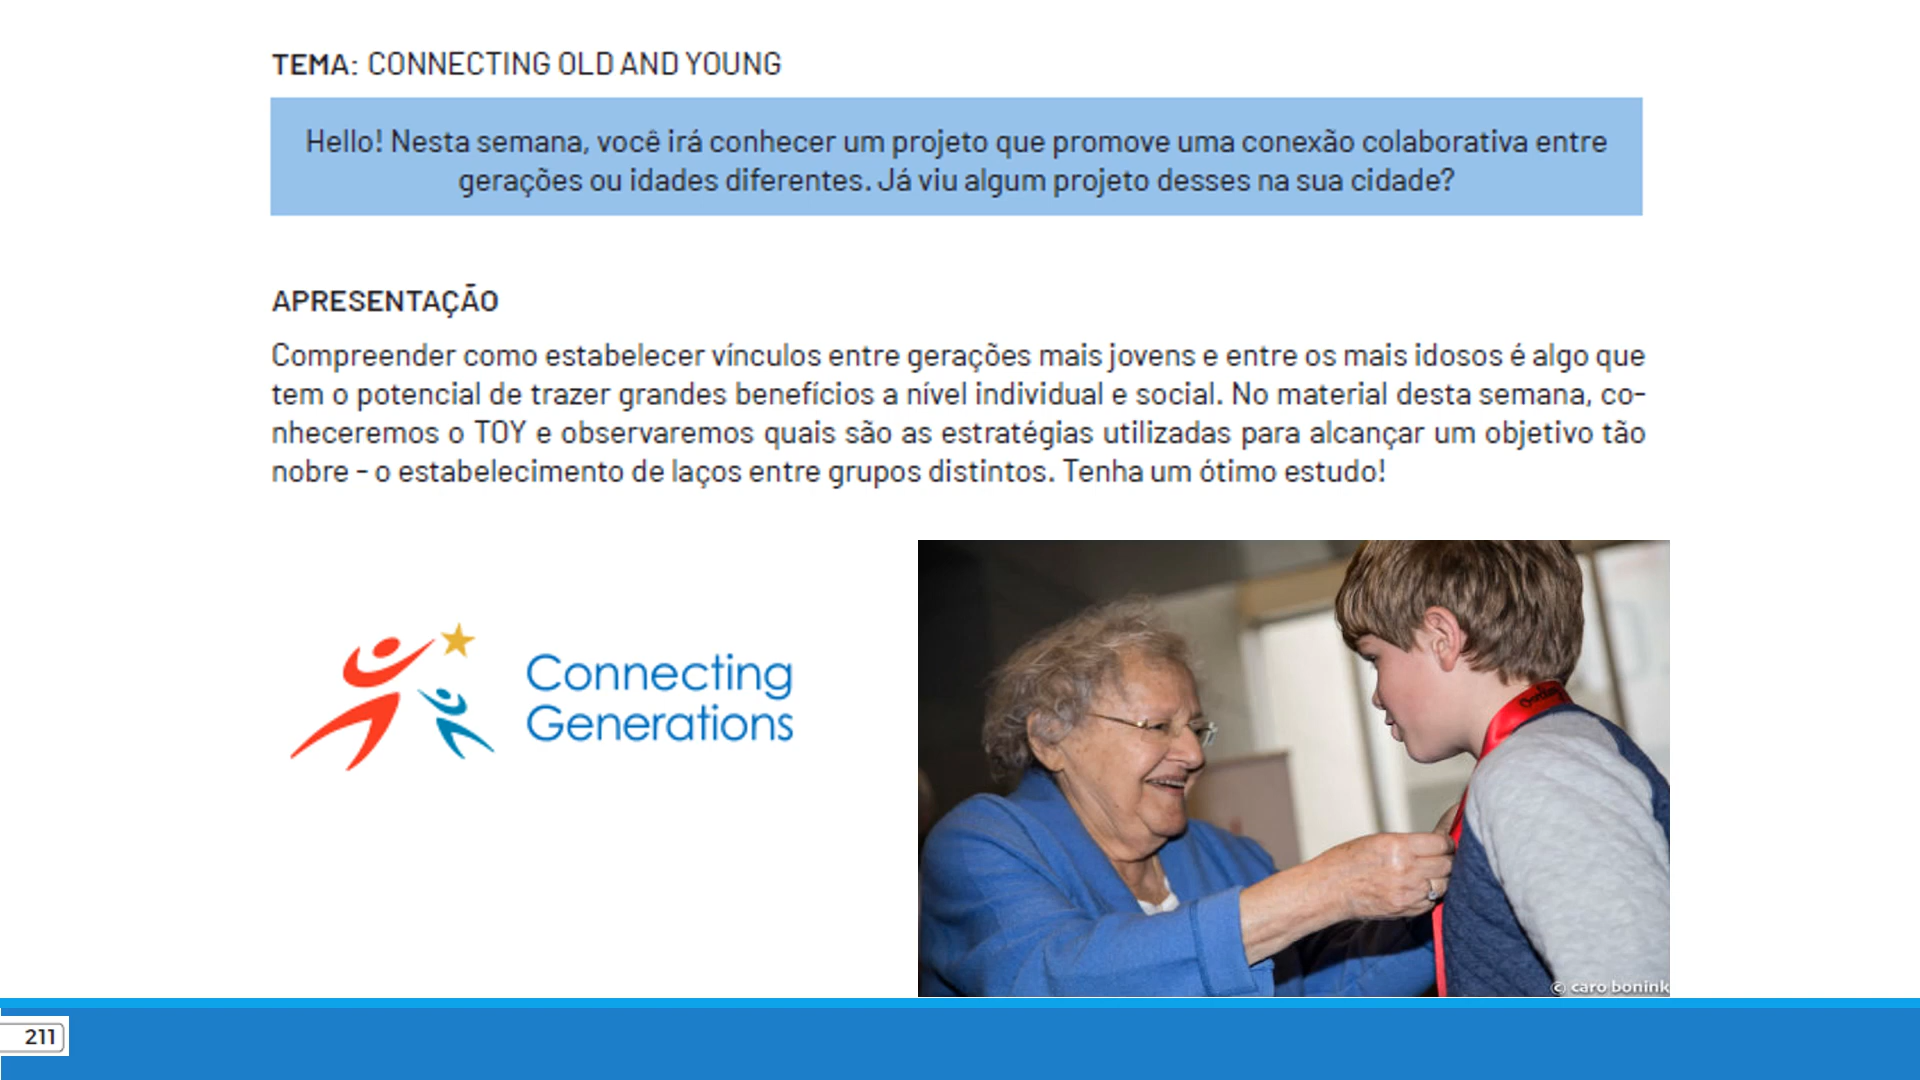 TEMA: CONNECTING OLD AND YOUNG
Hello! Nesta semana, você irá conhecer um projeto que promove uma conexão colaborativa entre
gerações ou idades diferentes. Já viu algum projeto desses na sua cidade?
APRESENTAÇÃO
Compreender como estabelecer vínculos entre gerações mais jovens e entre os mais idosos é algo que
tem o potencial de trazer grandes benefícios a nível individual e social. No material desta semana, co-
nheceremos o TOY e observaremos quais são as estratégias utilizadas para alcançar um objetivo tão
nobre - o estabelecimento de laços entre grupos distintos. Tenha um ótimo estudo!
Connecting
Generations
© caro bonink
211